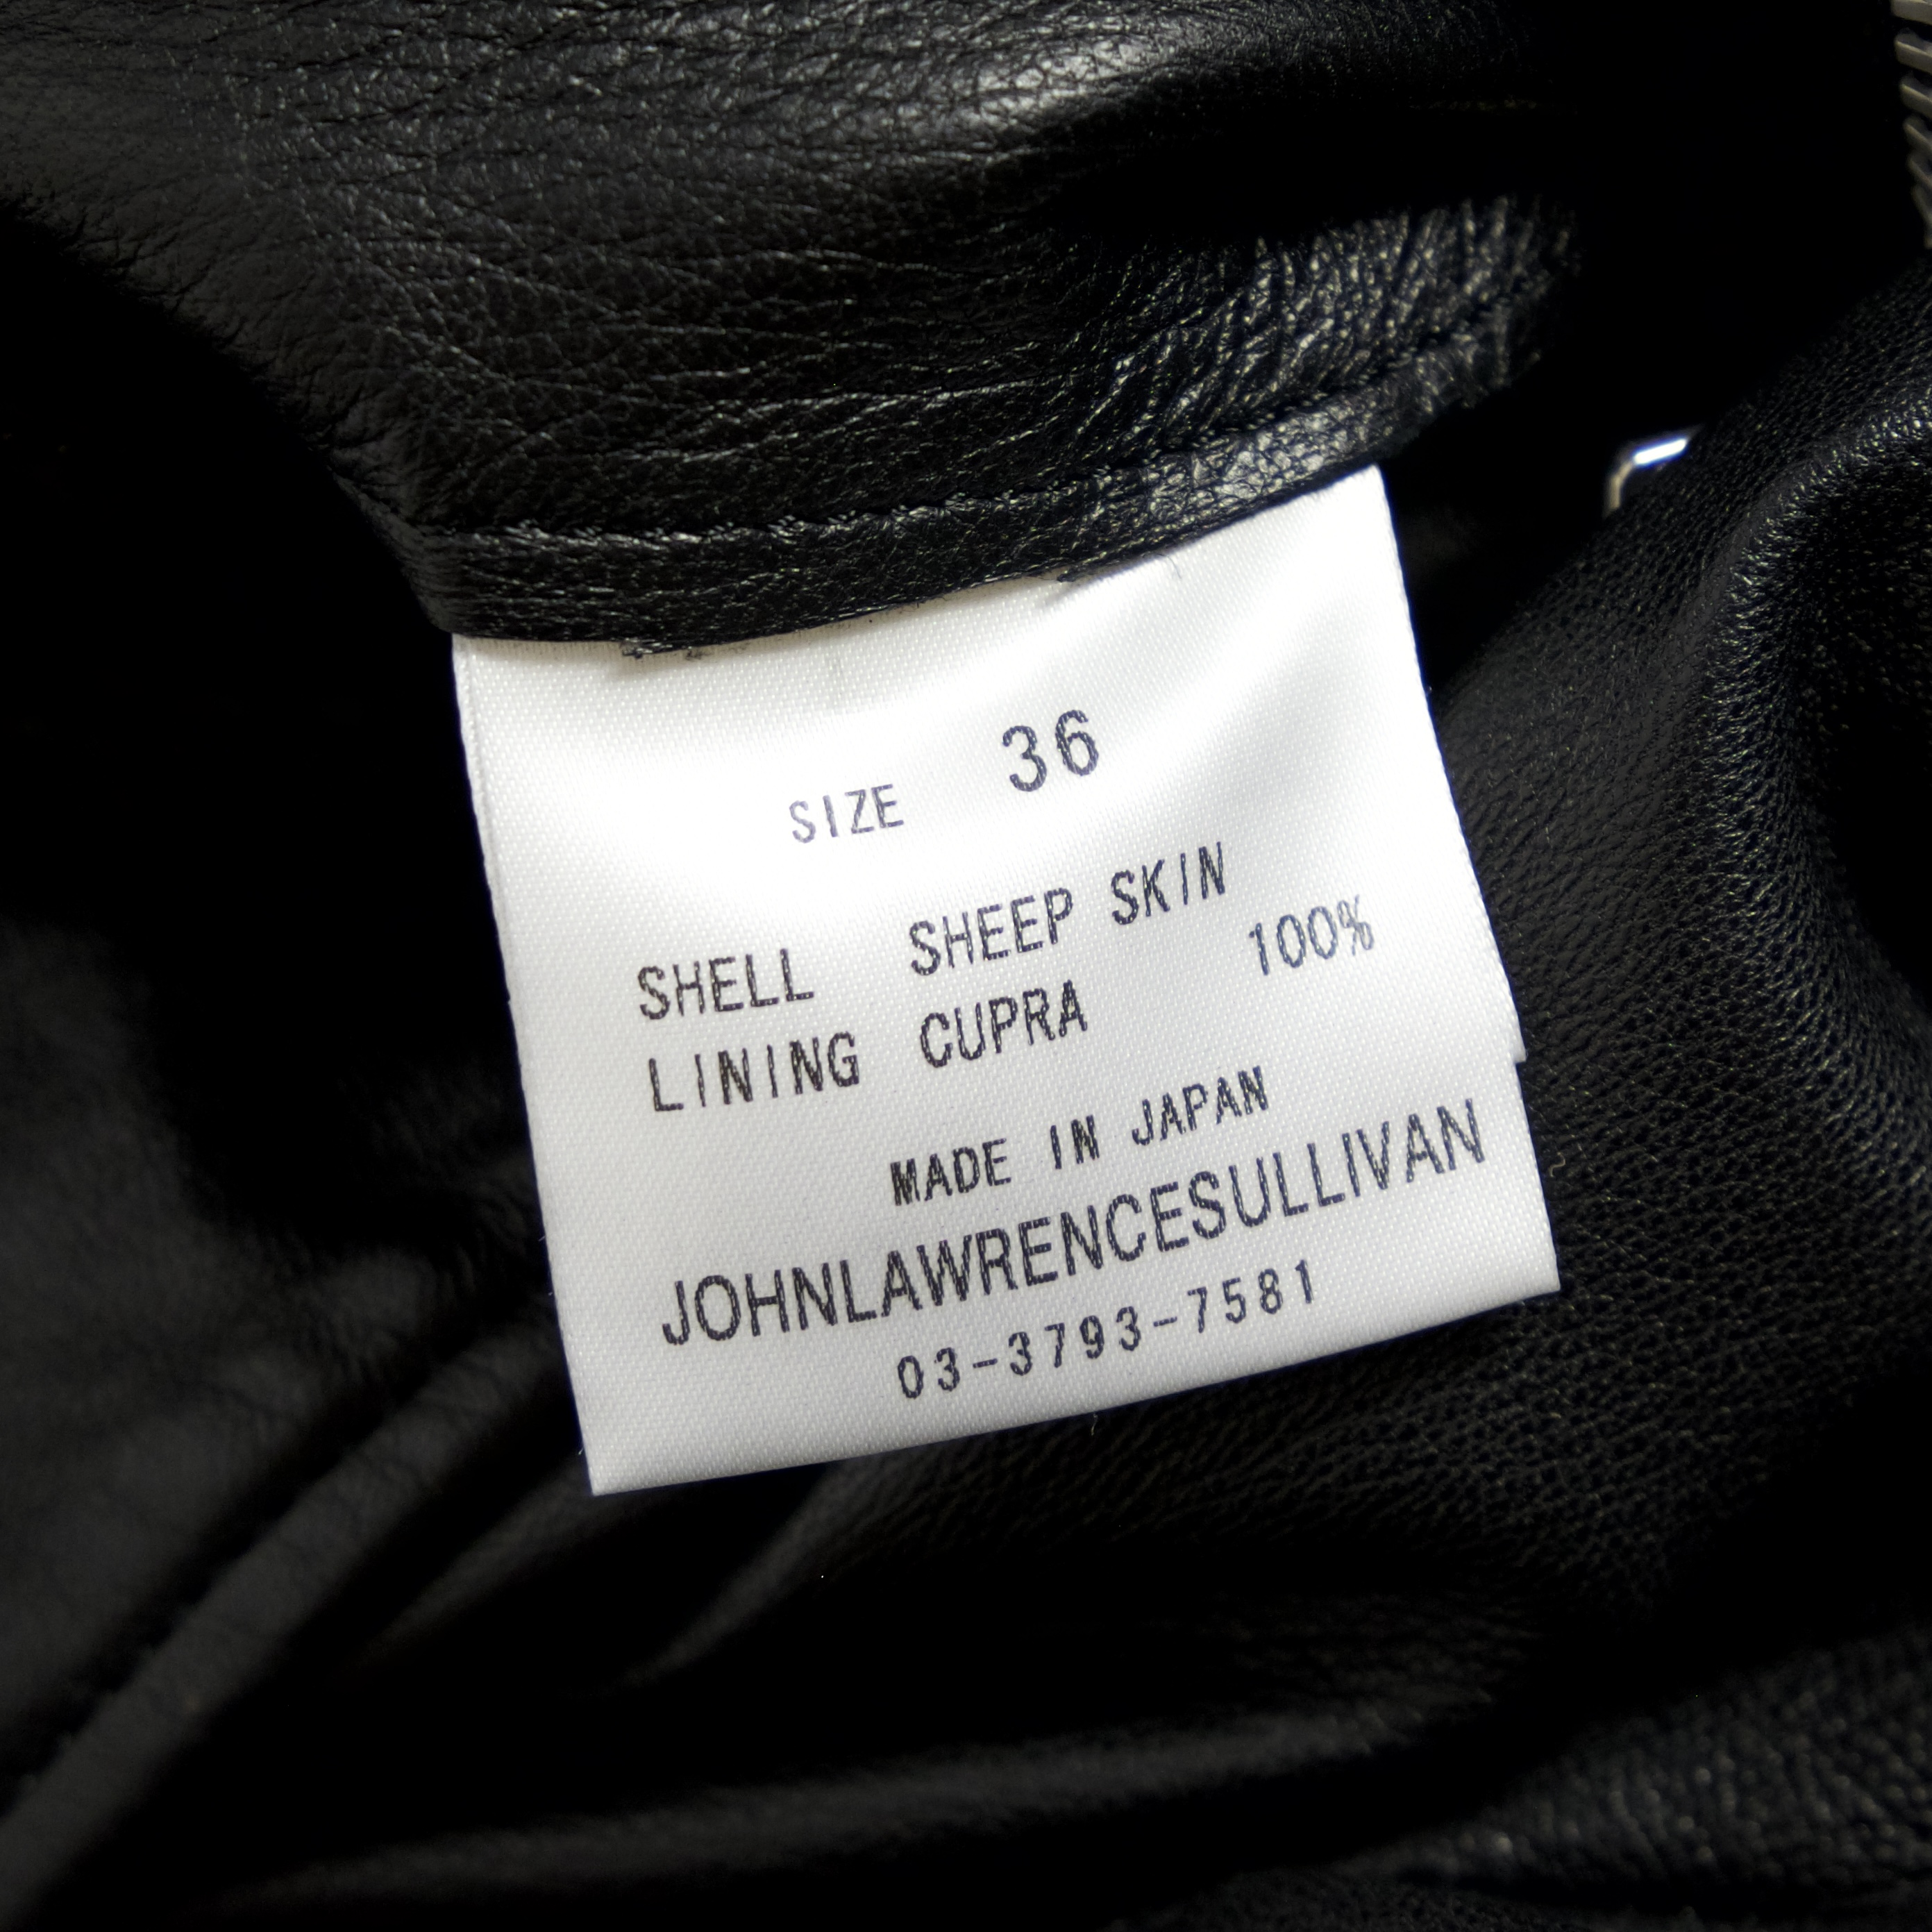 SIZE 36
SHELL SHEEP SKIN
LINING CUPRA 100%
MADE IN JAPAN
JOHNLAWRENCESULLIVAN
03-3793-7581